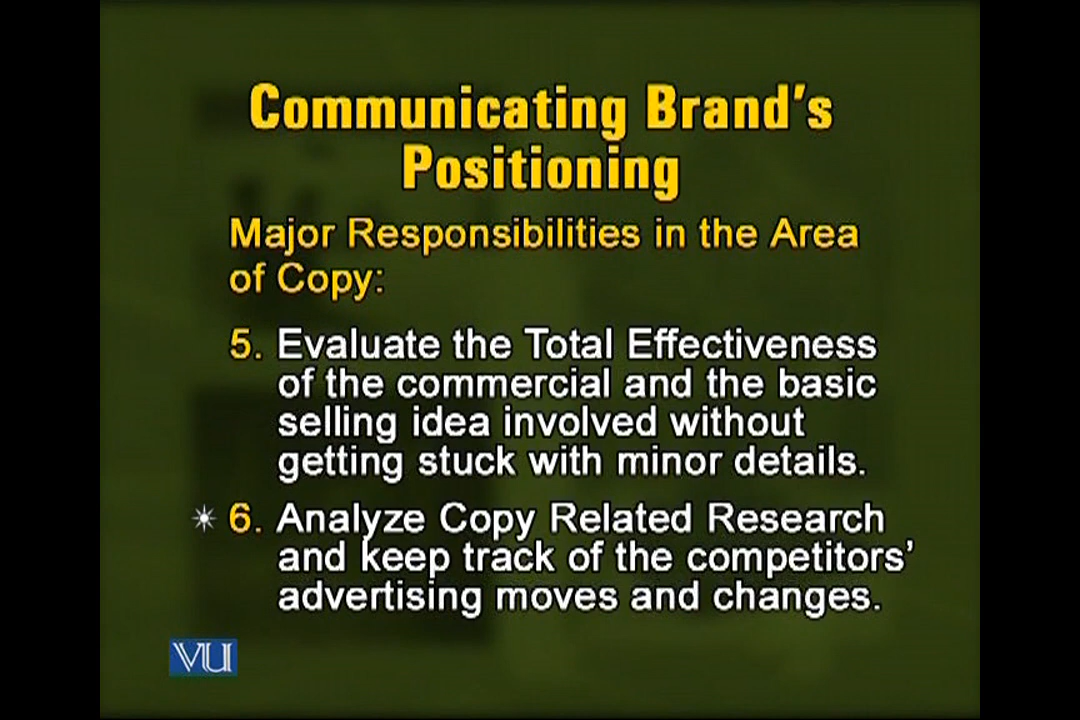 Communicating Brand's
Positioning
Major Responsibilities in the Area
of Copy:
5. Evaluate the Total Effectiveness
of the commercial and the basic
selling idea involved without
getting stuck with minor details.
6. Analyze Copy Related Research
and keep track of the competitors'
advertising moves and changes.
VU